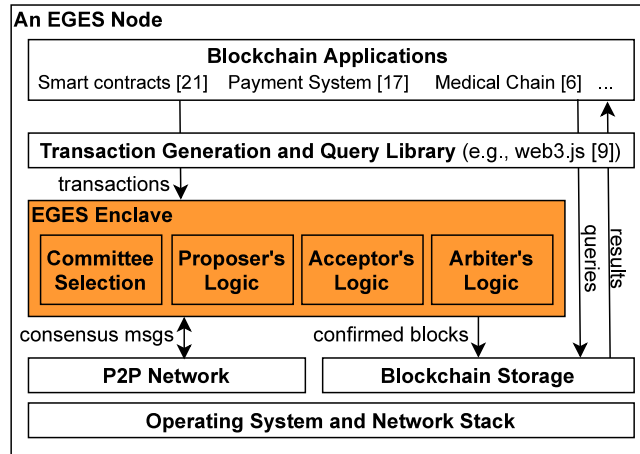 An EGES Node
Blockchain Applications
Smart contracts [21] Payment System [17] Medical Chain [6] ...
Transaction Generation and Query Library (e.g., web3.js [9])
transactions
EGES Enclave
Committee Selection
Proposer's Logic
Acceptor's Logic
Arbiter's Logic
queries
results
consensus msgs
confirmed blocks
P2P Network
Blockchain Storage
Operating System and Network Stack